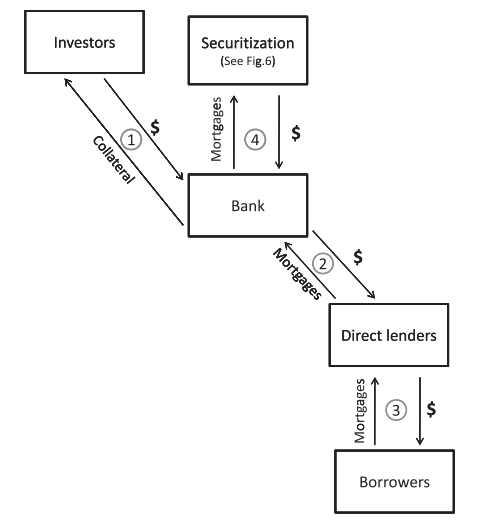 Investors
Securitization
(See Fig.6)
$
1
Collateral
Mortgages
4
$
Bank
$
2
Mortgages
Direct lenders
Mortgages
3
$
Borrowers